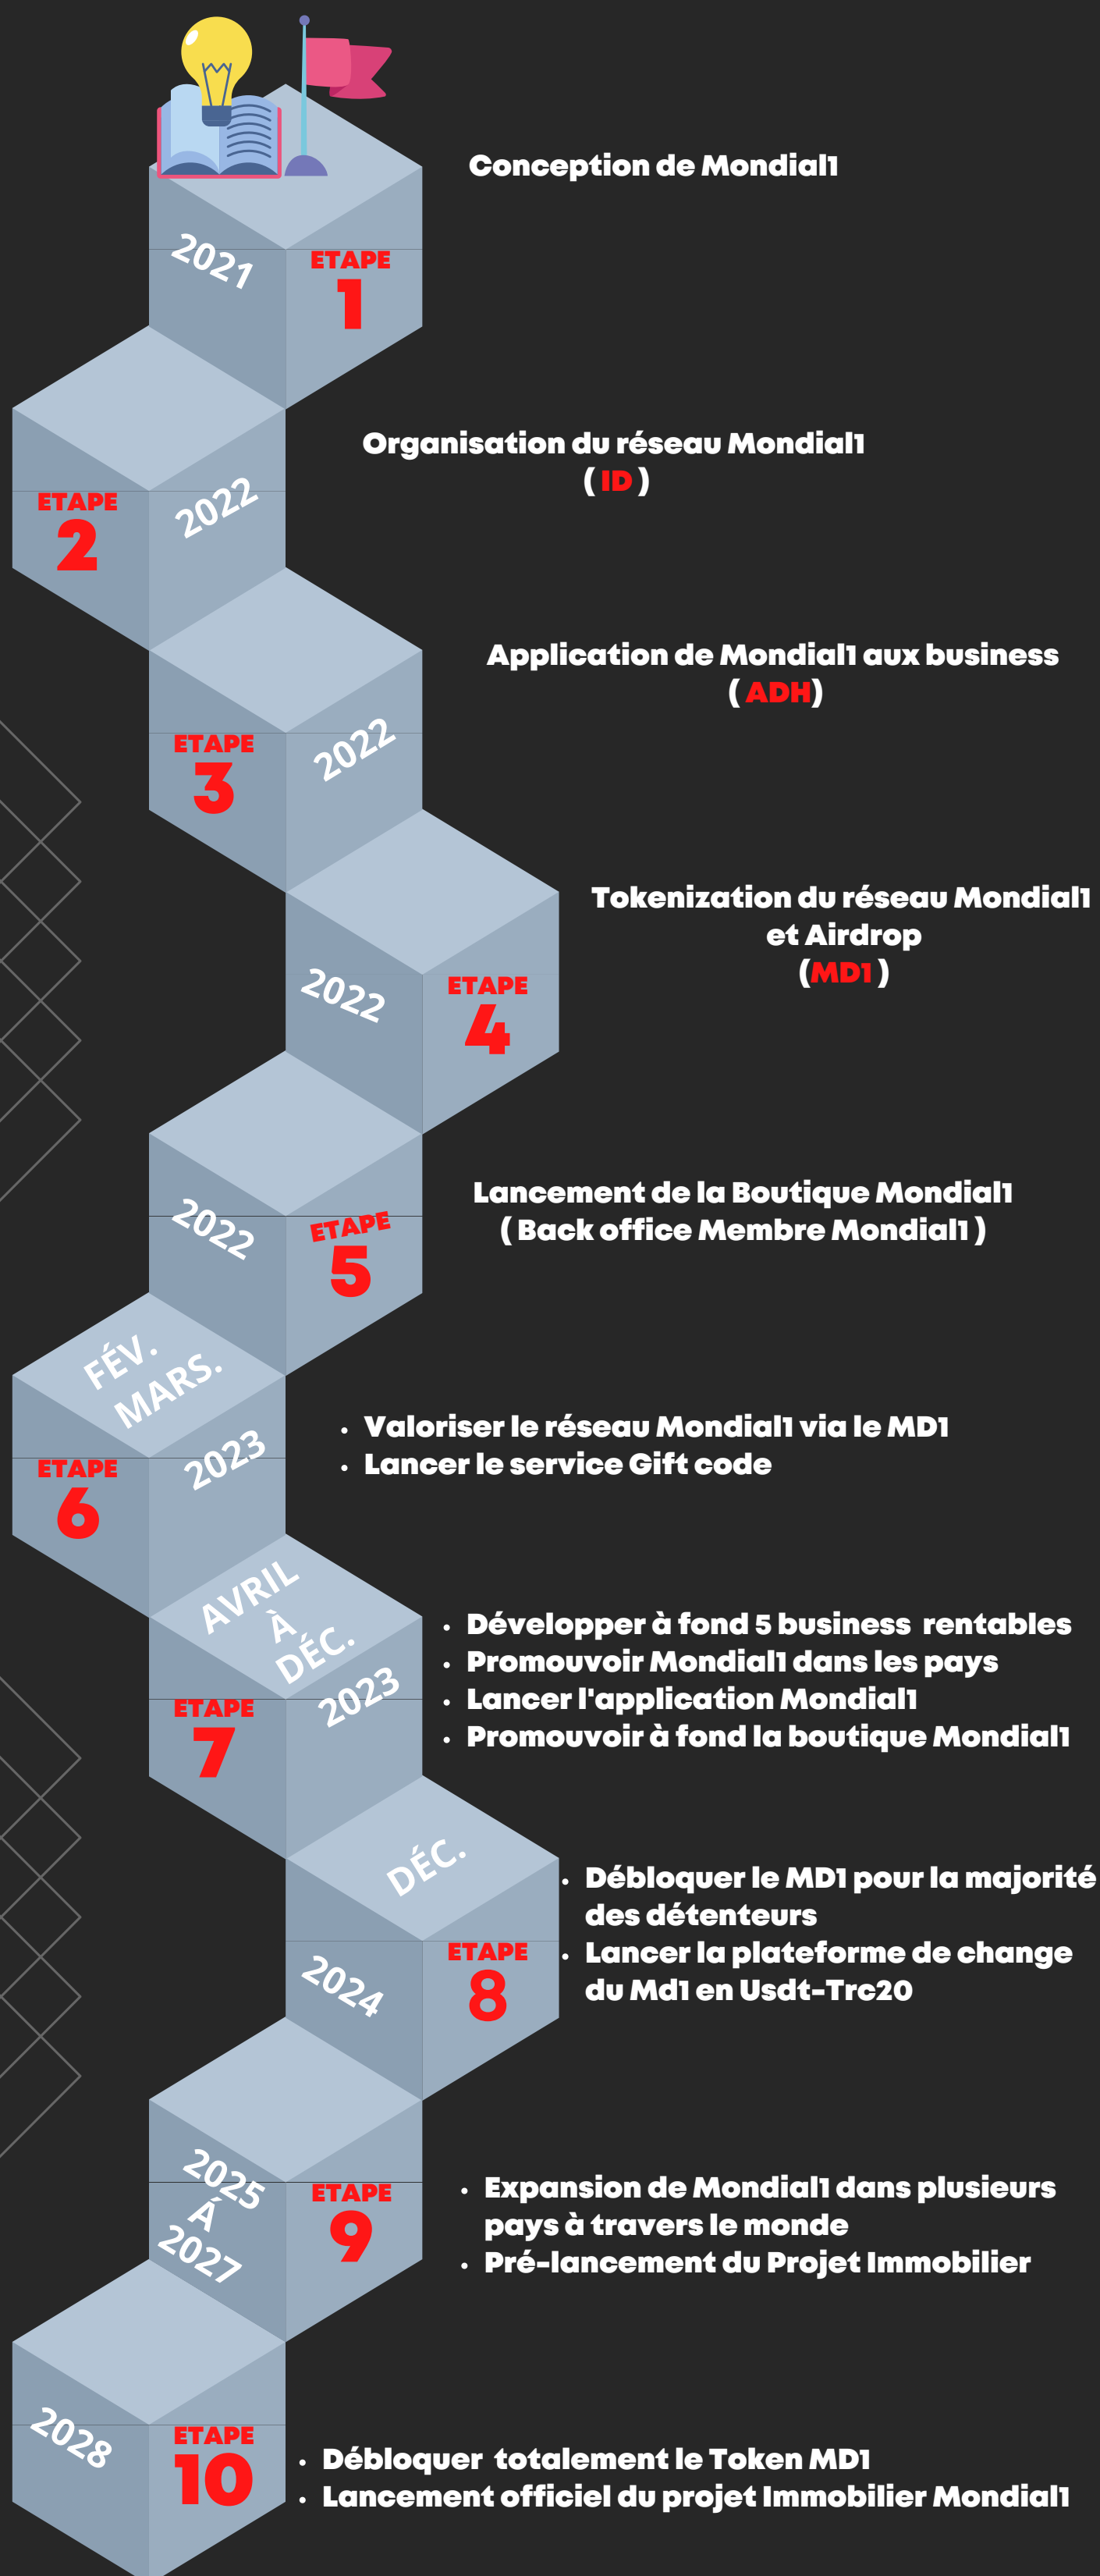 Conception de Mondial1
2021
ETAPE
1
Organisation du réseau Mondial1
( ID )
ETAPE
2
2022
Application de Mondial1 aux business
( ADH)
ETAPE
3
2022
Tokenization du réseau Mondial1
et Airdrop
(MD1 )
2022
ETAPE
4
Lancement de la Boutique Mondial1
( Back office Membre Mondial1 )
2022
ETAPE
5
FÉV.
MARS.
2023
ETAPE
6
• Valoriser le réseau Mondial1 via le MD1
• Lancer le service Gift code
AVRIL
À
DÉC.
2023
ETAPE
7
• Développer à fond 5 business  rentables
• Promouvoir Mondial1 dans les pays
• Lancer l'application Mondial1
• Promouvoir à fond la boutique Mondial1
DÉC.
2024
ETAPE
8
• Débloquer le MD1 pour la majorité
des détenteurs
• Lancer la plateforme de change
du Md1 en Usdt-Trc20
2025
Á
2027
ETAPE
9
• Expansion de Mondial1 dans plusieurs
pays à travers le monde
• Pré-lancement du Projet Immobilier
2028
ETAPE
10
• Débloquer  totalement le Token MD1
• Lancement officiel du projet Immobilier Mondial1